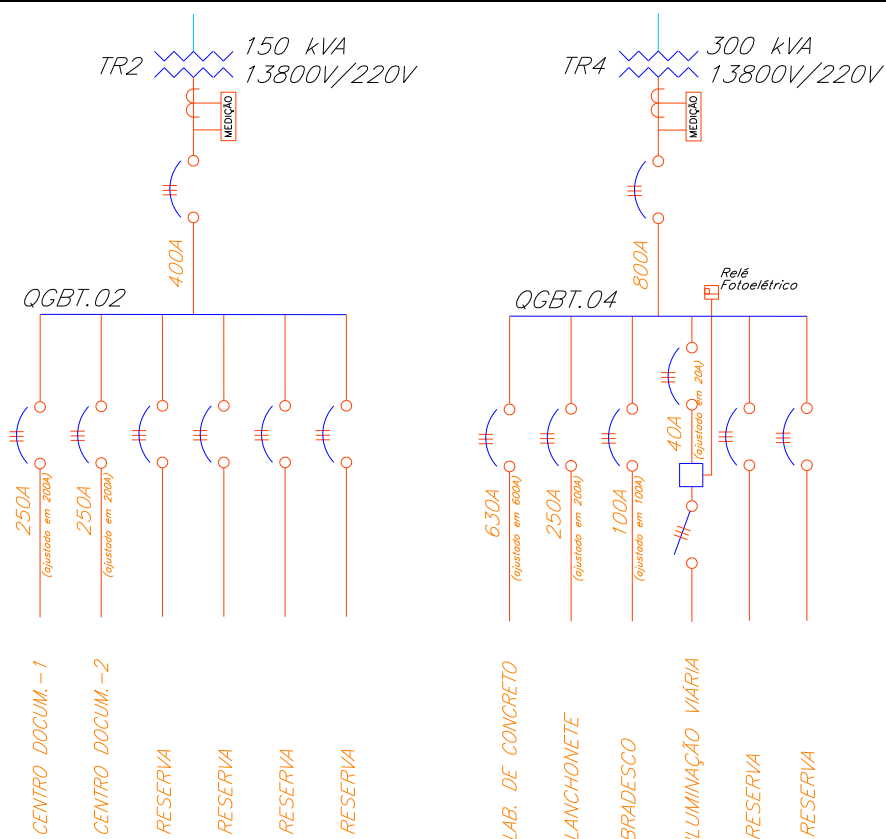 TR2
150 kVA
13800V/220V
MEDIÇÃO
400A
QGBT.02
250A
(ajustado em 200A)
250A
(ajustado em 200A)
CENTRO DOCUM.-1
CENTRO DOCUM.-2
RESERVA
RESERVA
RESERVA
RESERVA
TR4
300 kVA
13800V/220V
MEDIÇÃO
800A
Relé
Fotoelétrico
QGBT.04
630A
(ajustado em 600A)
250A
(ajustado em 200A)
100A
(ajustado em 100A)
40A
(ajustado em 20A)
LAB. DE CONCRETO
LANCHONETE
BRADESCO
ILUMINAÇÃO VIÁRIA
RESERVA
RESERVA